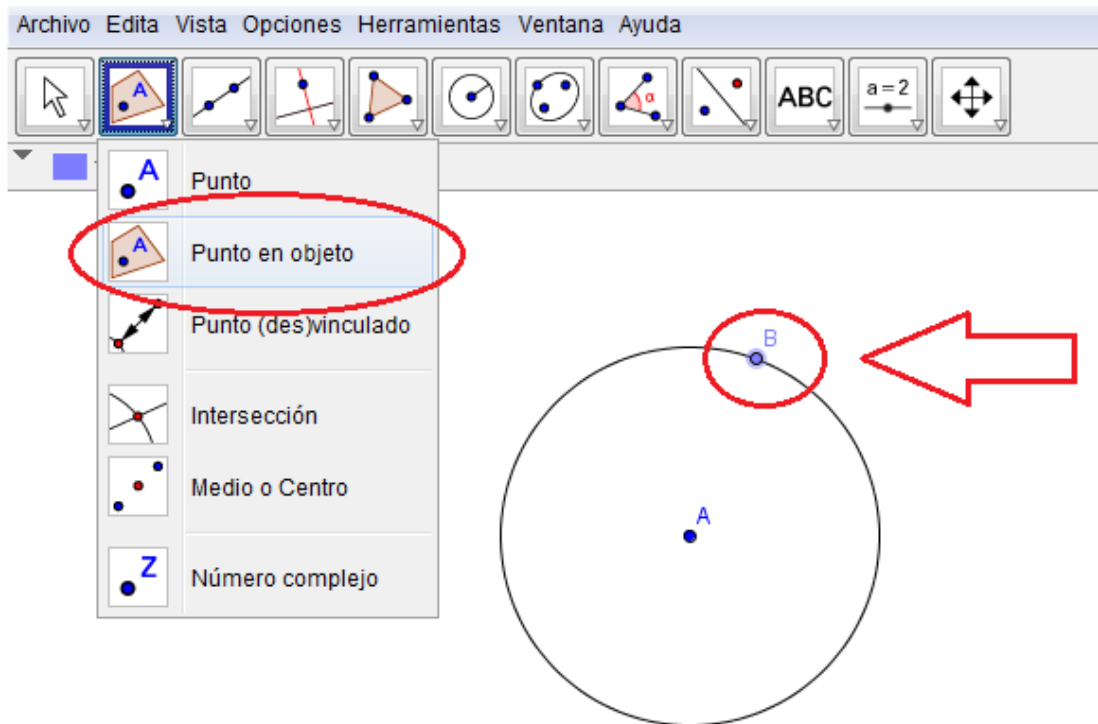 Archivo Edita Vista Opciones Herramientas Ventana Ayuda
A
α
ABC
a = 2
A
Punto
A
Punto en objeto
Punto (des)vinculado
Intersección
Medio o Centro
Z
Número complejo
B
A